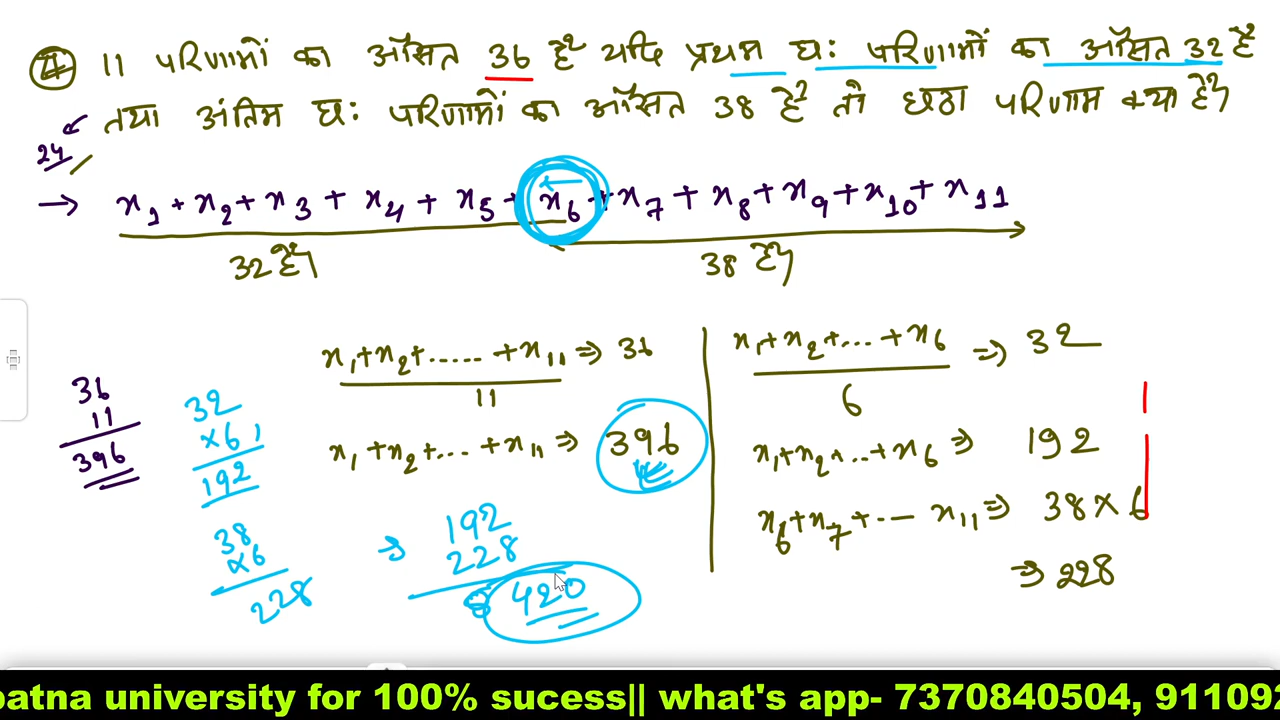 ④ 11 परिणामों का औसत 36 है यदि प्रथम छः परिणामों का औसत 32 है
तथा अंतिम छः परिणामों का औसत 38 है तो छठा परिणाम क्या है?
24
→ x₁ + x₂ + x₃ + x₄ + x₅ + x₆ + x₇ + x₈ + x₉ + x₁₀ + x₁₁
32 है। 38 है।
x₁+x₂+.....+x₁₁ ⇒ 36
11
x₁+x₂+...+x₁₁ ⇒ 396
x₁+x₂+...+x₆ ⇒ 32
6
x₁+x₂+..+x₆ ⇒ 192
x₆+x₇+...x₁₁ ⇒ 38×6
⇒ 228
36
11
396
32
×6
192
38
×6
228
⇒ 192
228
420
patna university for 100% sucess|| what's app- 7370840504, 91109